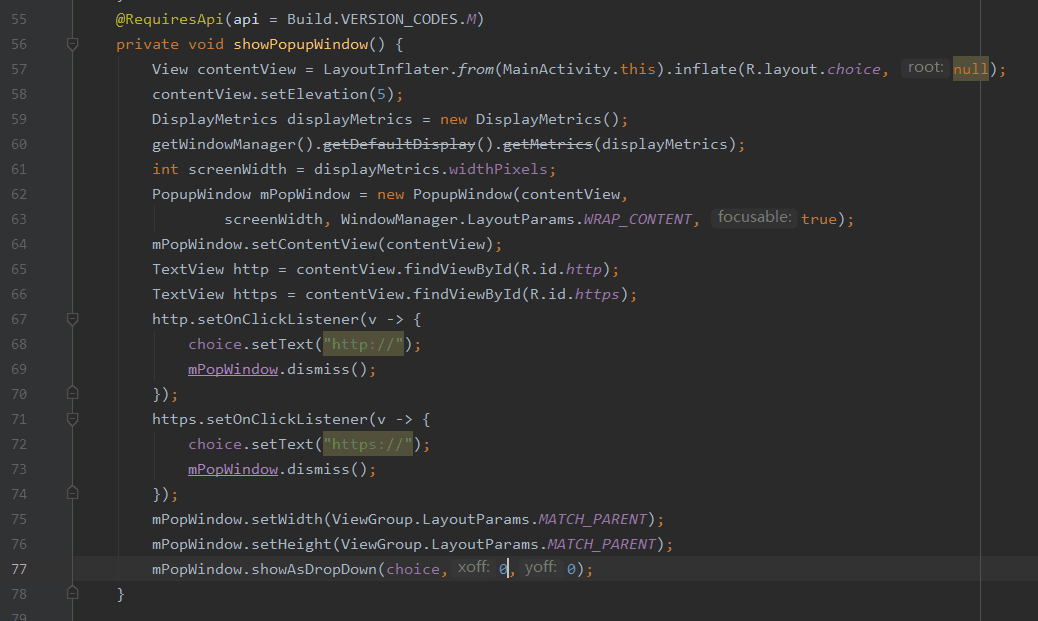 55 @RequiresApi(api = Build.VERSION_CODES.M)
56 private void showPopupWindow() {
57 View contentView = LayoutInflater.from(MainActivity.this).inflate(R.layout.choice, root: null);
58 contentView.setElevation(5);
59 DisplayMetrics displayMetrics = new DisplayMetrics();
60 getWindowManager().getDefaultDisplay().getMetrics(displayMetrics);
61 int screenWidth = displayMetrics.widthPixels;
62 PopupWindow mPopWindow = new PopupWindow(contentView,
63 screenWidth, WindowManager.LayoutParams.WRAP_CONTENT, focusable: true);
64 mPopWindow.setContentView(contentView);
65 TextView http = contentView.findViewById(R.id.http);
66 TextView https = contentView.findViewById(R.id.https);
67 http.setOnClickListener(v -> {
68 choice.setText("http://");
69 mPopWindow.dismiss();
70 });
71 https.setOnClickListener(v -> {
72 choice.setText("https://");
73 mPopWindow.dismiss();
74 });
75 mPopWindow.setWidth(ViewGroup.LayoutParams.MATCH_PARENT);
76 mPopWindow.setHeight(ViewGroup.LayoutParams.MATCH_PARENT);
77 mPopWindow.showAsDropDown(choice, xoff: 0, yoff: 0);
78 }
79